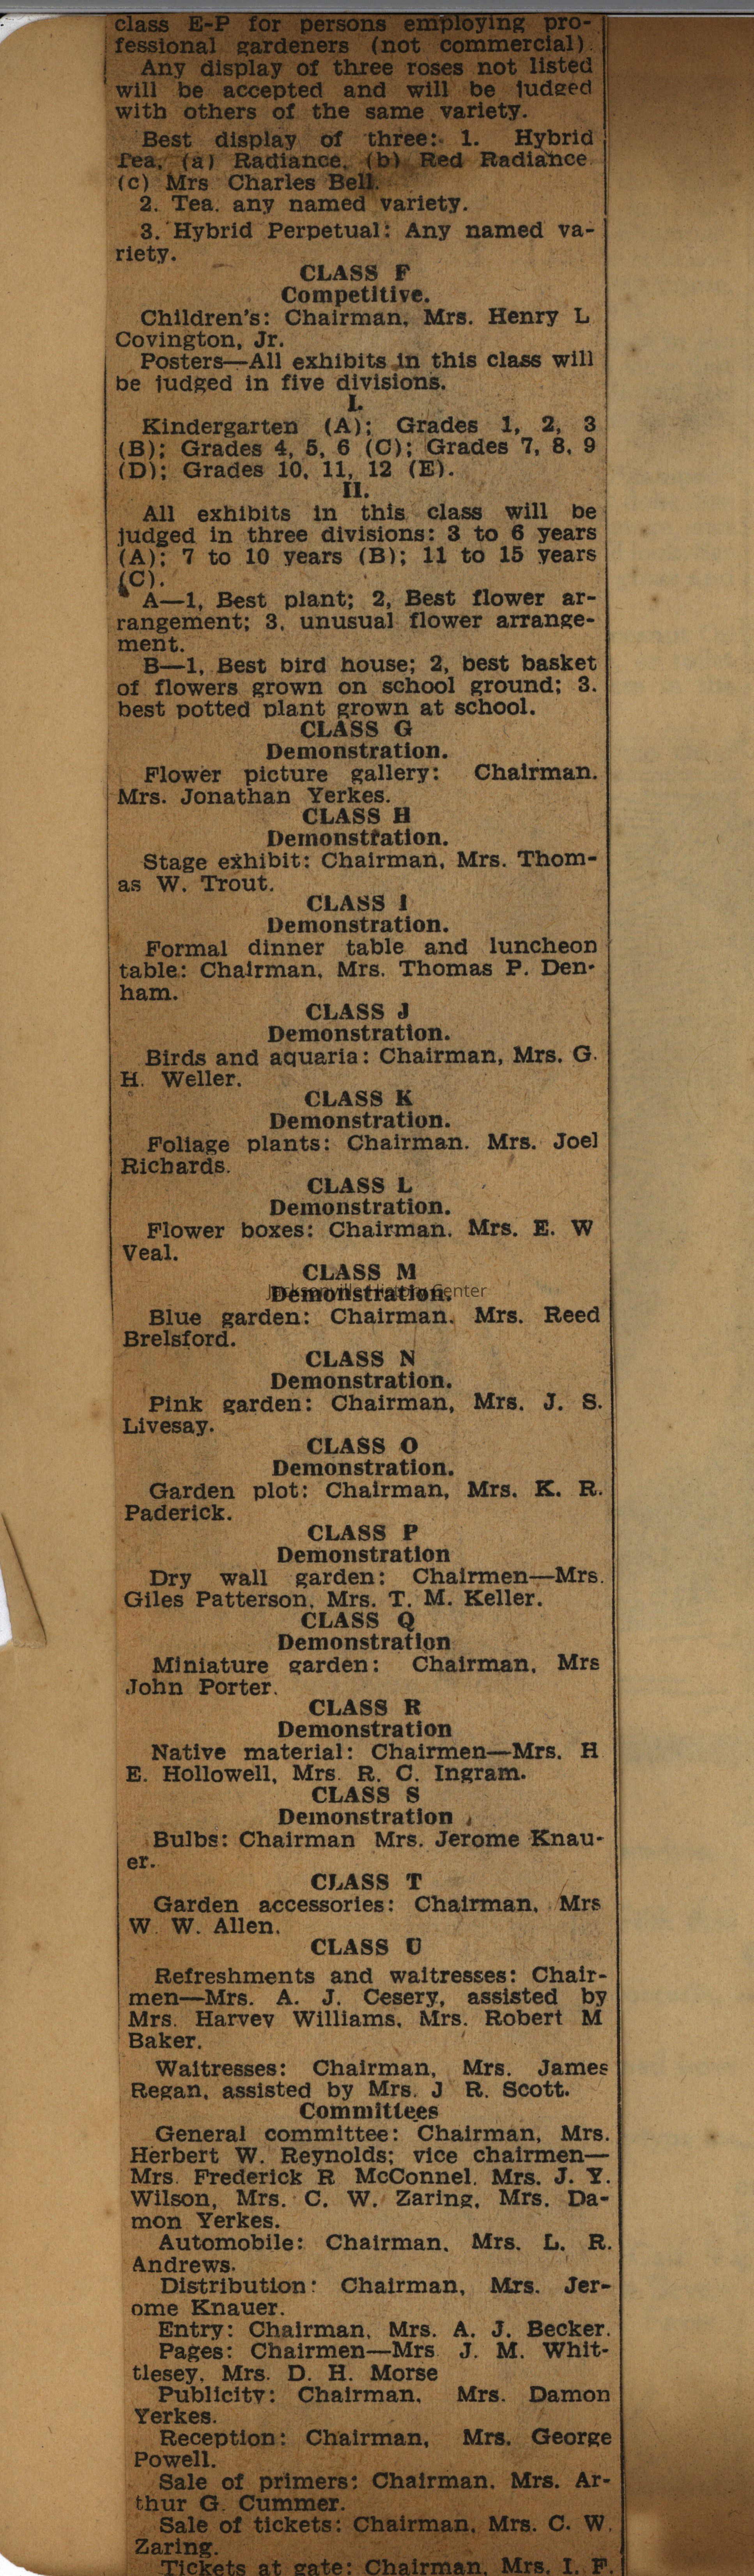 class E-P for persons employing pro-
fessional gardeners (not commercial).
Any display of three roses not listed
will be accepted and will be judged
with others of the same variety.
Best display of three: 1. Hybrid
Tea, (a) Radiance, (b) Red Radiance
(c) Mrs Charles Bell.
2. Tea. any named variety.
3. Hybrid Perpetual: Any named va-
riety.
CLASS F
Competitive.
Children's: Chairman, Mrs. Henry L
Covington, Jr.
Posters—All exhibits in this class will
be judged in five divisions.
I.
Kindergarten (A); Grades 1, 2, 3
(B); Grades 4, 5, 6 (C); Grades 7, 8, 9
(D); Grades 10, 11, 12 (E).
II.
All exhibits in this class will be
judged in three divisions: 3 to 6 years
(A); 7 to 10 years (B); 11 to 15 years
(C).
A—1, Best plant; 2, Best flower ar-
rangement; 3, unusual flower arrange-
ment.
B—1, Best bird house; 2, best basket
of flowers grown on school ground; 3.
best potted plant grown at school.
CLASS G
Demonstration.
Flower picture gallery: Chairman.
Mrs. Jonathan Yerkes.
CLASS H
Demonstration.
Stage exhibit: Chairman, Mrs. Thom-
as W. Trout.
CLASS I
Demonstration.
Formal dinner table and luncheon
table: Chairman, Mrs. Thomas P. Den-
ham.
CLASS J
Demonstration.
Birds and aquaria: Chairman, Mrs. G.
H. Weller.
CLASS K
Demonstration.
Foliage plants: Chairman. Mrs. Joel
Richards.
CLASS L
Demonstration.
Flower boxes: Chairman. Mrs. E. W
Veal.
CLASS M
Demonstration.
Jacksonville History Center
Blue garden: Chairman. Mrs. Reed
Brelsford.
CLASS N
Demonstration.
Pink garden: Chairman, Mrs. J. S.
Livesay.
CLASS O
Demonstration.
Garden plot: Chairman, Mrs. K. R.
Paderick.
CLASS P
Demonstration
Dry wall garden: Chairmen—Mrs.
Giles Patterson, Mrs. T. M. Keller.
CLASS Q
Demonstration
Miniature garden: Chairman, Mrs
John Porter.
CLASS R
Demonstration
Native material: Chairmen—Mrs. H
E. Hollowell, Mrs. R. C. Ingram.
CLASS S
Demonstration
Bulbs: Chairman Mrs. Jerome Knau-
er.
CLASS T
Garden accessories: Chairman, Mrs
W. W. Allen.
CLASS U
Refreshments and waitresses: Chair-
men—Mrs. A. J. Cesery, assisted by
Mrs. Harvey Williams, Mrs. Robert M
Baker.
Waitresses: Chairman, Mrs. James
Regan, assisted by Mrs. J R. Scott.
Committees
General committee: Chairman, Mrs.
Herbert W. Reynolds; vice chairmen—
Mrs. Frederick R McConnel, Mrs. J. Y.
Wilson, Mrs. C. W. Zaring, Mrs. Da-
mon Yerkes.
Automobile: Chairman, Mrs. L. R.
Andrews.
Distribution: Chairman, Mrs. Jer-
ome Knauer.
Entry: Chairman, Mrs. A. J. Becker.
Pages: Chairmen—Mrs J. M. Whit-
tlesey, Mrs. D. H. Morse
Publicity: Chairman, Mrs. Damon
Yerkes.
Reception: Chairman, Mrs. George
Powell.
Sale of primers: Chairman, Mrs. Ar-
thur G. Cummer.
Sale of tickets: Chairman, Mrs. C. W.
Zaring.
Tickets at gate: Chairman, Mrs. I. F.